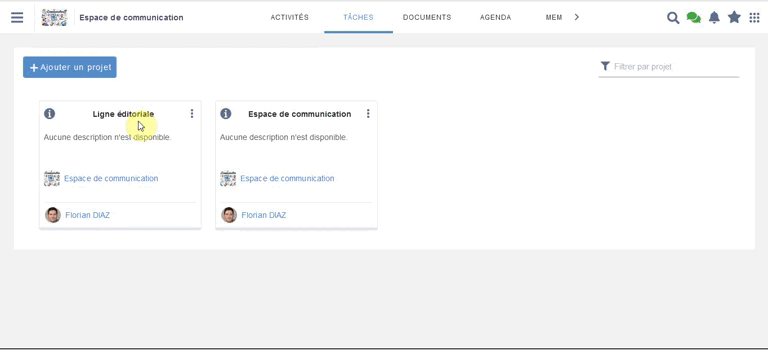 Espace de communication
ACTIVITÉS TÂCHES DOCUMENTS AGENDA MEM
Ajouter un projet
Filtrer par projet
Ligne éditoriale
Aucune description n'est disponible.
Espace de communication
Florian DIAZ
Espace de communication
Aucune description n'est disponible.
Espace de communication
Florian DIAZ